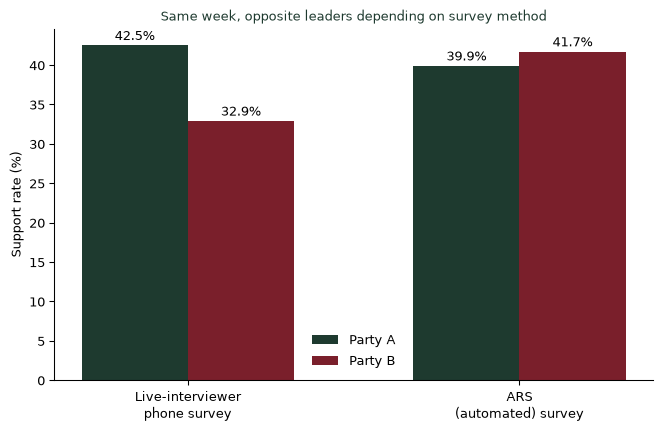 Same week, opposite leaders depending on survey method
Support rate (%)
40
35
30
25
20
15
10
5
0
42.5%
32.9%
39.9%
41.7%
Party A
Party B
Live-interviewer
phone survey
ARS
(automated) survey